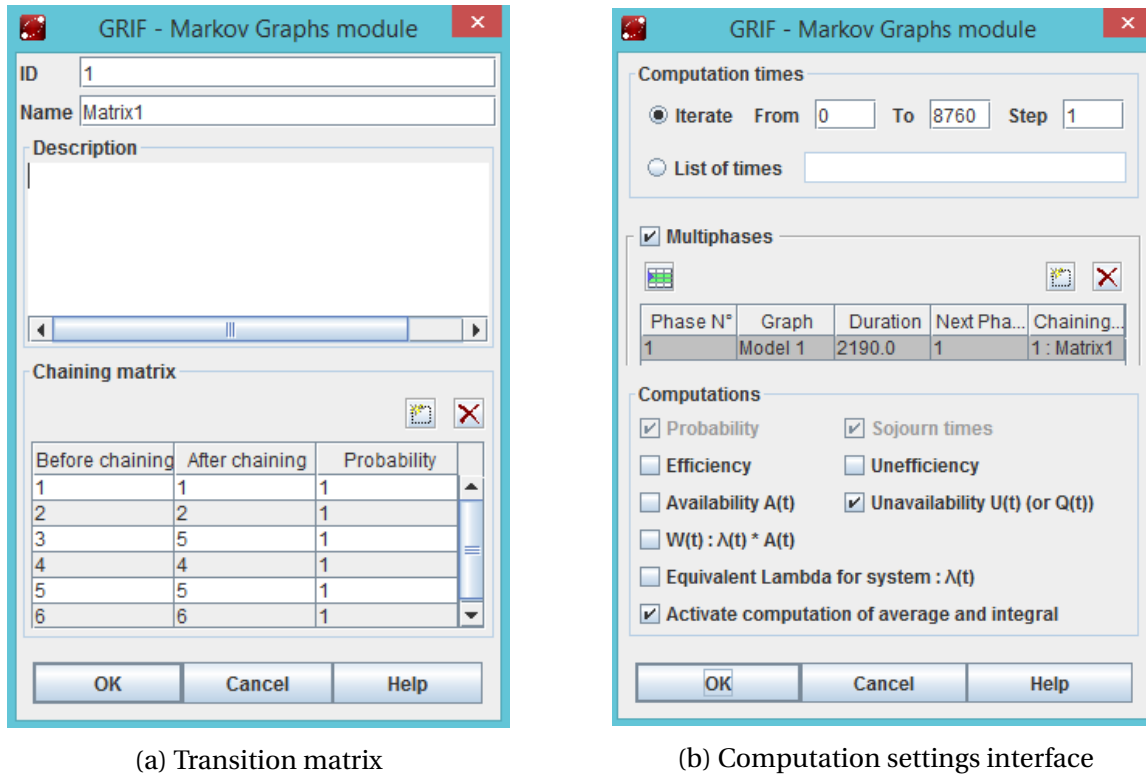 GRIF - Markov Graphs module
ID 1
Name Matrix1
Description
Chaining matrix
Before chaining After chaining Probability
1 1 1
2 2 1
3 5 1
4 4 1
5 5 1
6 6 1
OK Cancel Help
(a) Transition matrix
GRIF - Markov Graphs module
Computation times
Iterate From 0 To 8760 Step 1
List of times
Multiphases
Phase N° Graph Duration Next Pha... Chaining...
1 Model 1 2190.0 1 1 : Matrix1
Computations
Probability Sojourn times
Efficiency Unefficiency
Availability A(t) Unavailability U(t) (or Q(t))
W(t) : λ(t) * A(t)
Equivalent Lambda for system : λ(t)
Activate computation of average and integral
OK Cancel Help
(b) Computation settings interface